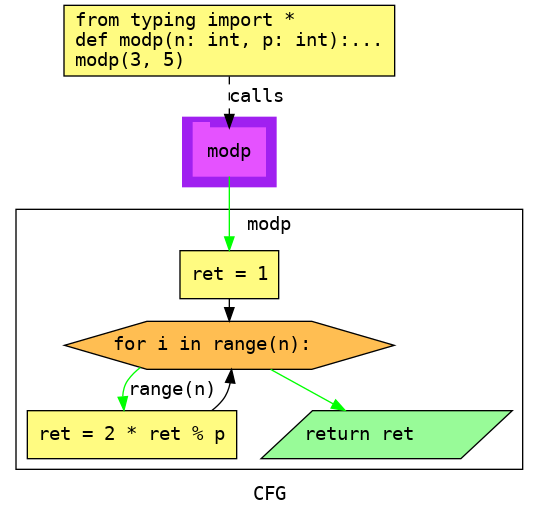 from typing import *
def modp(n: int, p: int):...
modp(3, 5)
calls
modp
modp
ret = 1
for i in range(n):
range(n)
ret = 2 * ret % p
return ret
CFG